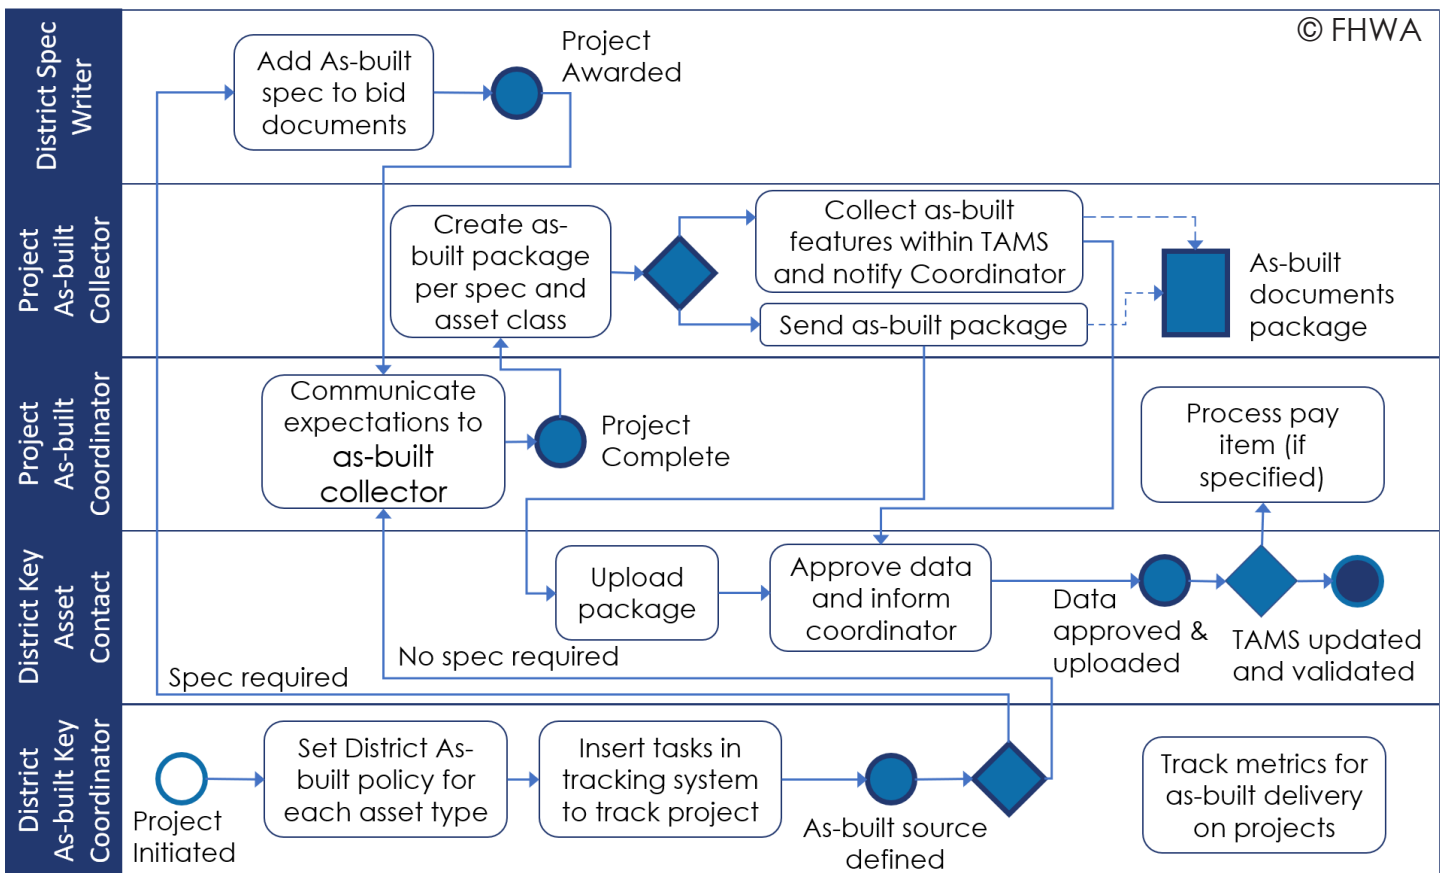 © FHWA
District Spec
Writer
Add As-built
spec to bid
documents
Project
Awarded
Project
As-built
Collector
Create as-
built package
per spec and
asset class
Collect as-built
features within TAMS
and notify Coordinator
Send as-built package
As-built
documents
package
Project
As-built
Coordinator
Communicate
expectations to
as-built
collector
Project
Complete
Process pay
item (if
specified)
District Key
Asset
Contact
Upload
package
Approve data
and inform
coordinator
Data
approved &
uploaded
TAMS updated
and validated
No spec required
Spec required
District
As-built Key
Coordinator
Project
Initiated
Set District As-
built policy for
each asset type
Insert tasks in
tracking system
to track project
As-built source
defined
Track metrics for
as-built delivery
on projects